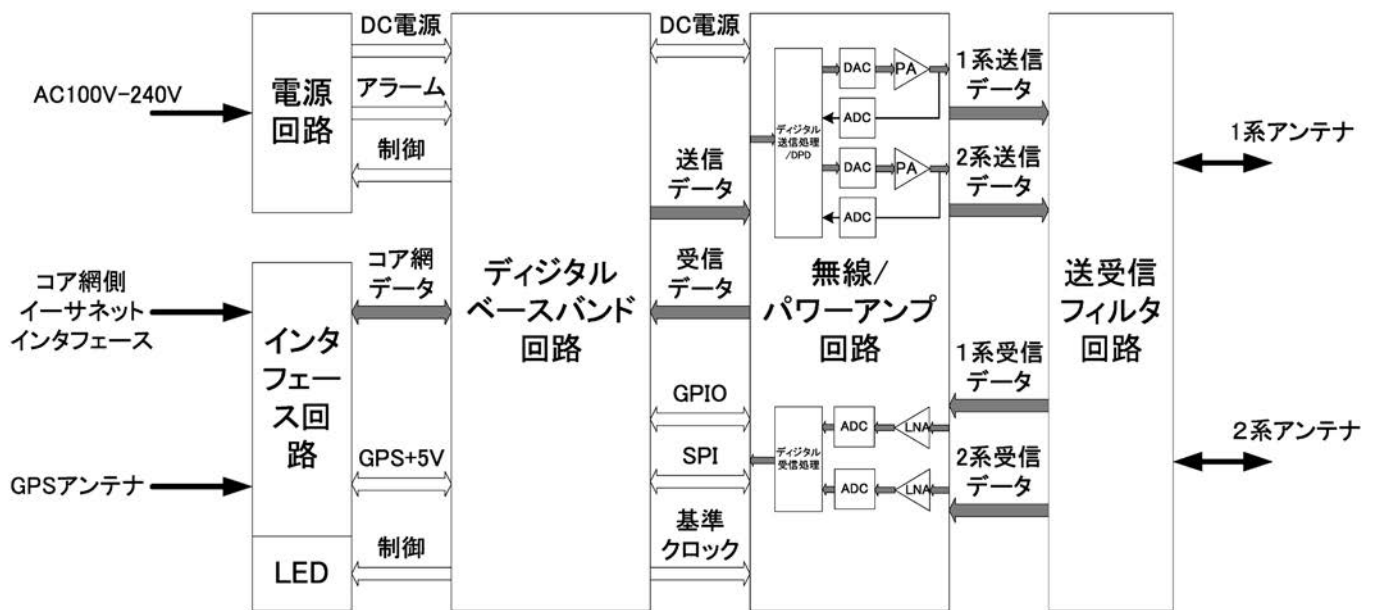 AC100V-240V
コア網側
イーサネット
インタフェース
GPSアンテナ
電源
回路
インタ
フェー
ス回
路
LED
DC電源
アラーム
制御
コア網
データ
GPS+5V
制御
ディジタル
ベースバンド
回路
DC電源
送信
データ
受信
データ
GPIO
SPI
基準
クロック
ディジタル
送信処理
/DPD
DAC
PA
ADC
DAC
PA
ADC
無線/
パワーアンプ
回路
ディジタル
受信処理
ADC
LNA
ADC
LNA
1系送信
データ
2系送信
データ
1系受信
データ
2系受信
データ
送受信
フィルタ
回路
1系アンテナ
2系アンテナ